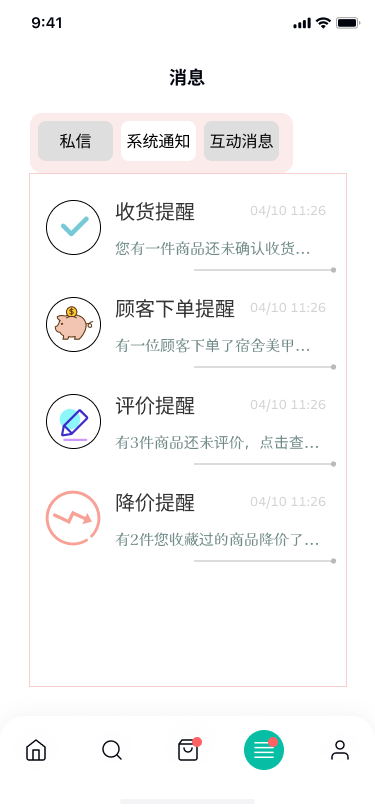 9:41
消息
私信 系统通知 互动消息
收货提醒 04/10 11:26
您有一件商品还未确认收货...
顾客下单提醒 04/10 11:26
有一位顾客下单了宿舍美甲...
评价提醒 04/10 11:26
有3件商品还未评价，点击查...
降价提醒 04/10 11:26
有2件您收藏过的商品降价了...